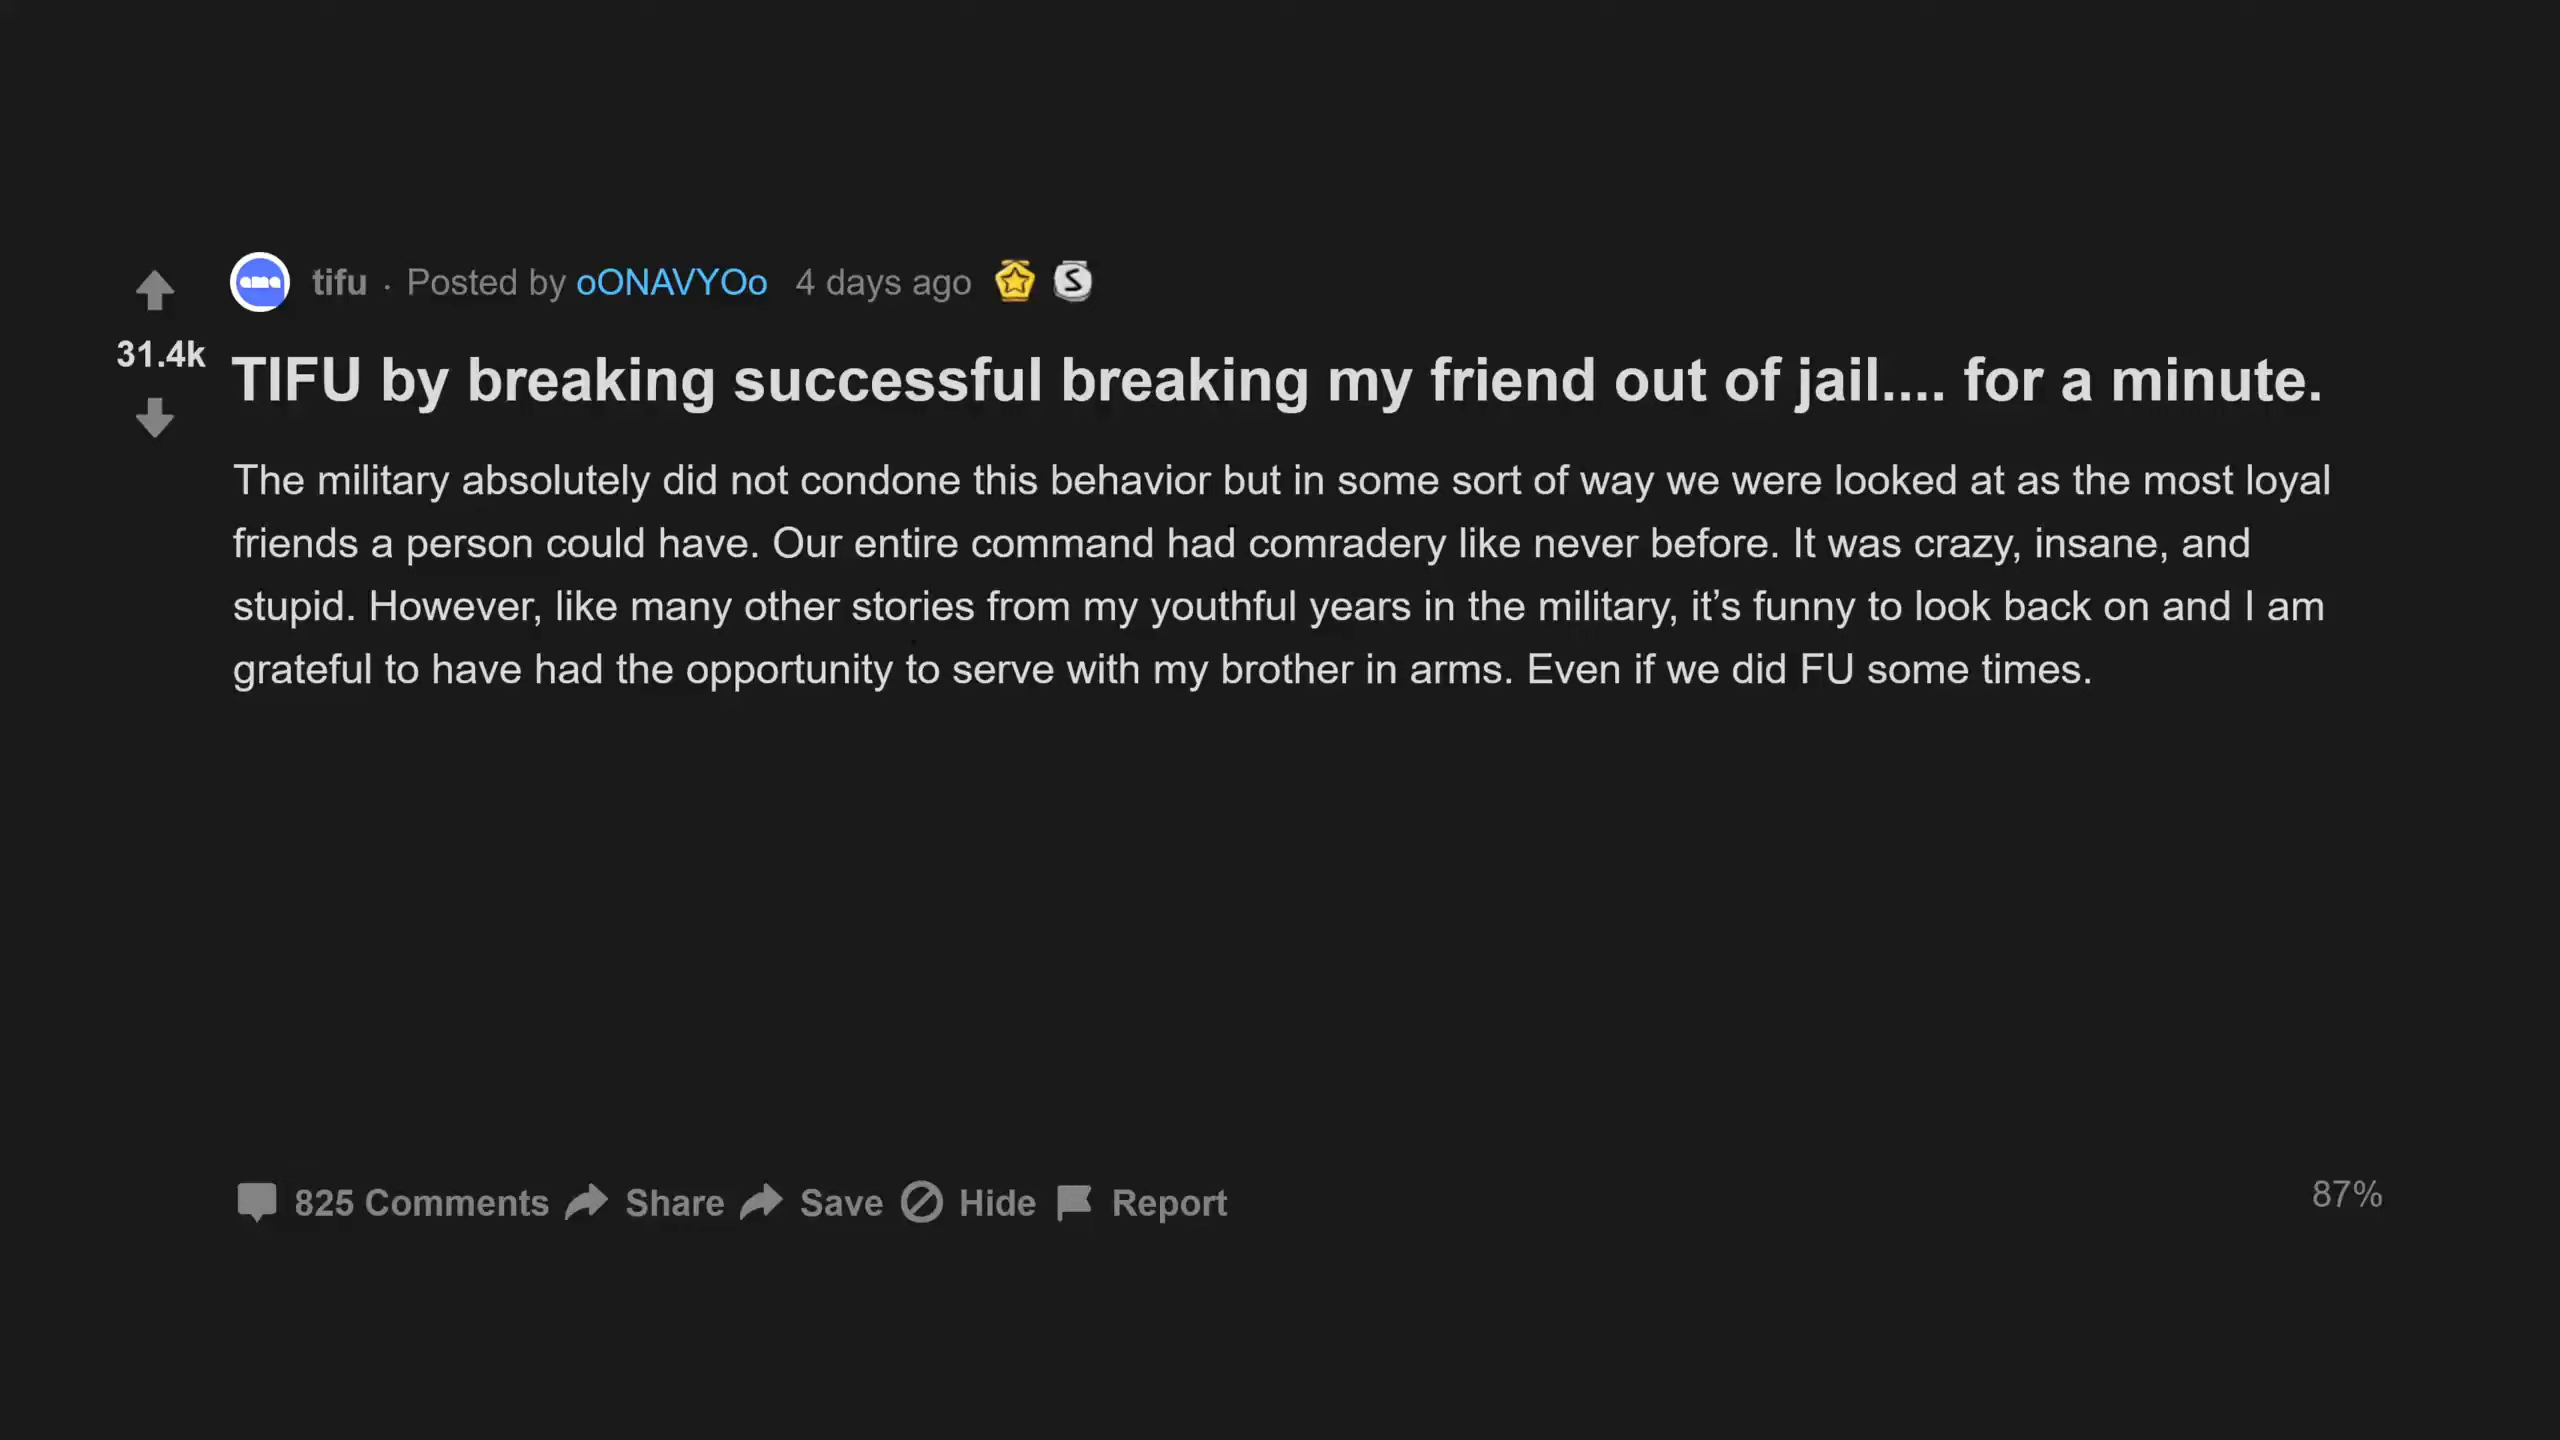 tifu · Posted by oONAVYOo 4 days ago
31.4k
TIFU by breaking successful breaking my friend out of jail.... for a minute.
The military absolutely did not condone this behavior but in some sort of way we were looked at as the most loyal
friends a person could have. Our entire command had comradery like never before. It was crazy, insane, and
stupid. However, like many other stories from my youthful years in the military, it’s funny to look back on and I am
grateful to have had the opportunity to serve with my brother in arms. Even if we did FU some times.
825 Comments Share Save Hide Report
87%